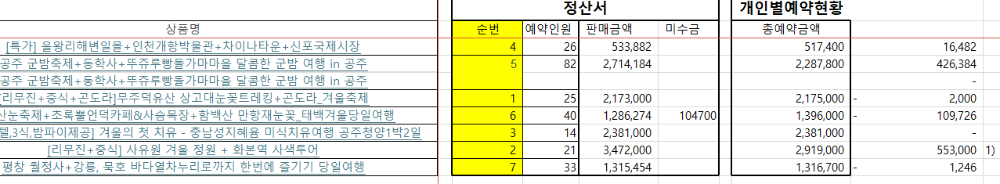 정산서 개인별예약현황
상품명 순번 예약인원 판매금액 미수금 총예약금액
[특가] 을왕리해변일몰+인천개항박물관+차이나타운+신포국제시장 4 26 533,882 517,400 16,482
공주 군밤축제+동학사+뚜쥬루빵돌가마마을 달콤한 군밤 여행 in 공주 5 82 2,714,184 2,287,800 426,384
공주 군밤축제+동학사+뚜쥬루빵돌가마마을 달콤한 군밤 여행 in 공주 -
[리무진+중식+곤도라]무주덕유산 상고대눈꽃트레킹+곤도라_겨울축제 1 25 2,173,000 2,175,000 - 2,000
산눈축제+초록뿔언덕카페&사슴목장+함백산 만항재눈꽃_태백겨울당일여행 6 40 1,286,274 104700 1,396,000 - 109,726
텔,3식,밤파이제공] 겨울의 첫 치유 - 충남성지혜윰 미식치유여행 공주청양1박2일 3 14 2,381,000 2,381,000 -
[리무진+중식] 사유원 겨울 정원 + 화본역 사색투어 2 21 3,472,000 2,919,000 553,000 1)
평창 월정사+강릉, 묵호 바다열차누리로까지 한번에 즐기기 당일여행 7 33 1,315,454 1,316,700 - 1,246